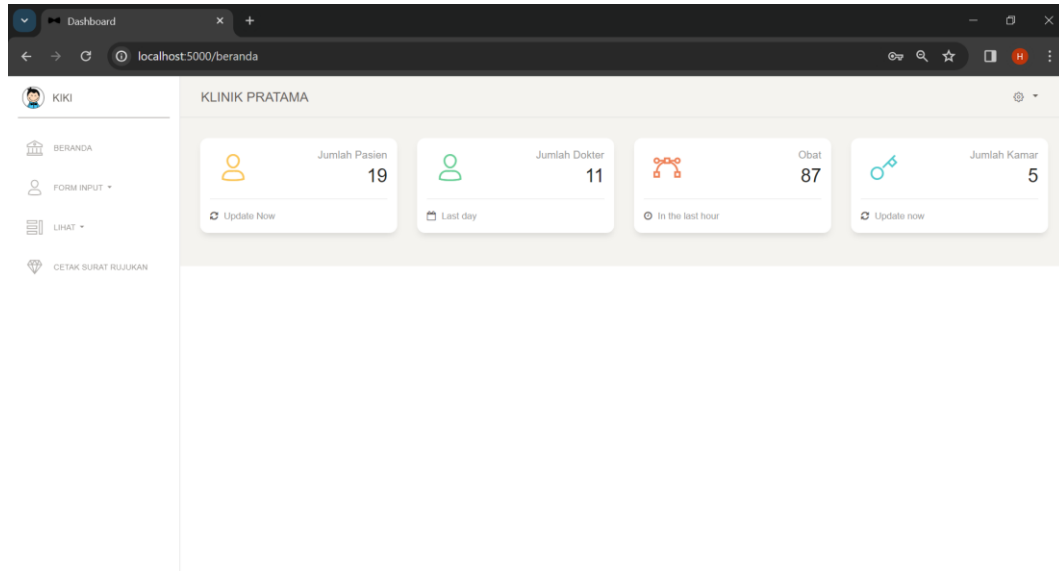 Dashboard
localhost:5000/beranda
H
KIKI
KLINIK PRATAMA
BERANDA
FORM INPUT
LIHAT
CETAK SURAT RUJUKAN
Jumlah Pasien
19
Update Now
Jumlah Dokter
11
Last day
Obat
87
In the last hour
Jumlah Kamar
5
Update now